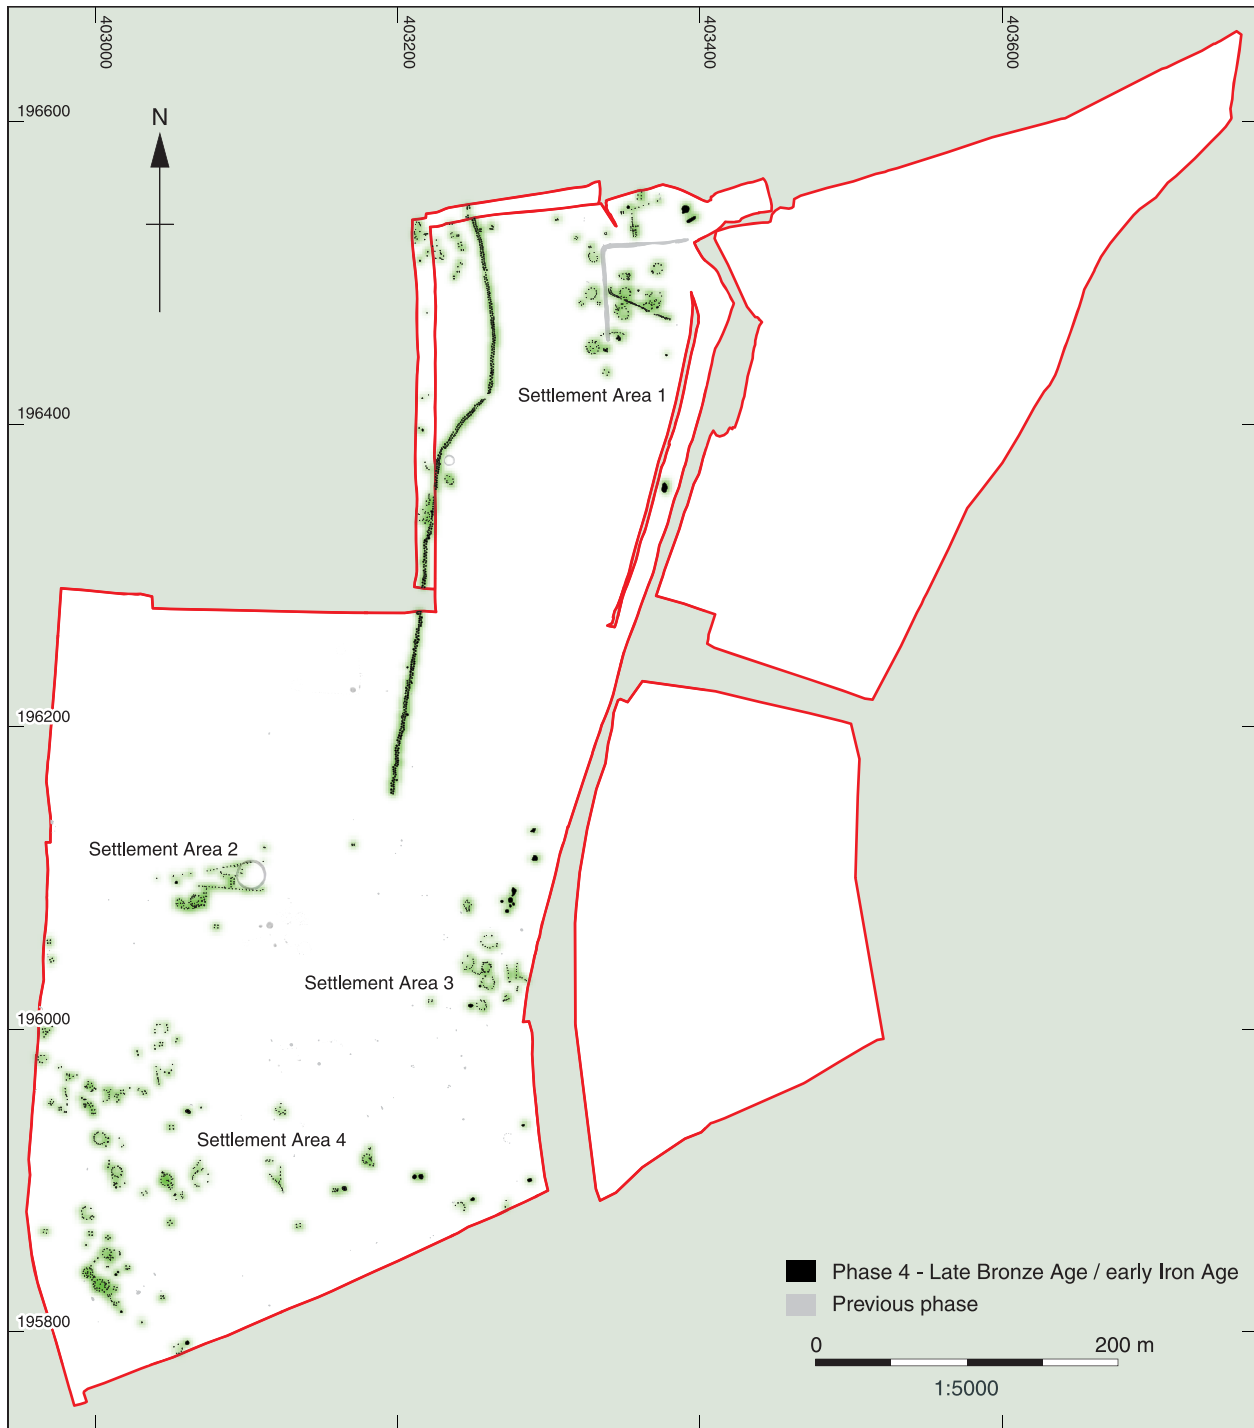 403000
403200
403400
403600
196600
N
Settlement Area 1
196400
196200
Settlement Area 2
Settlement Area 3
196000
Settlement Area 4
Phase 4 - Late Bronze Age / early Iron Age
Previous phase
195800
0 200 m
1:5000